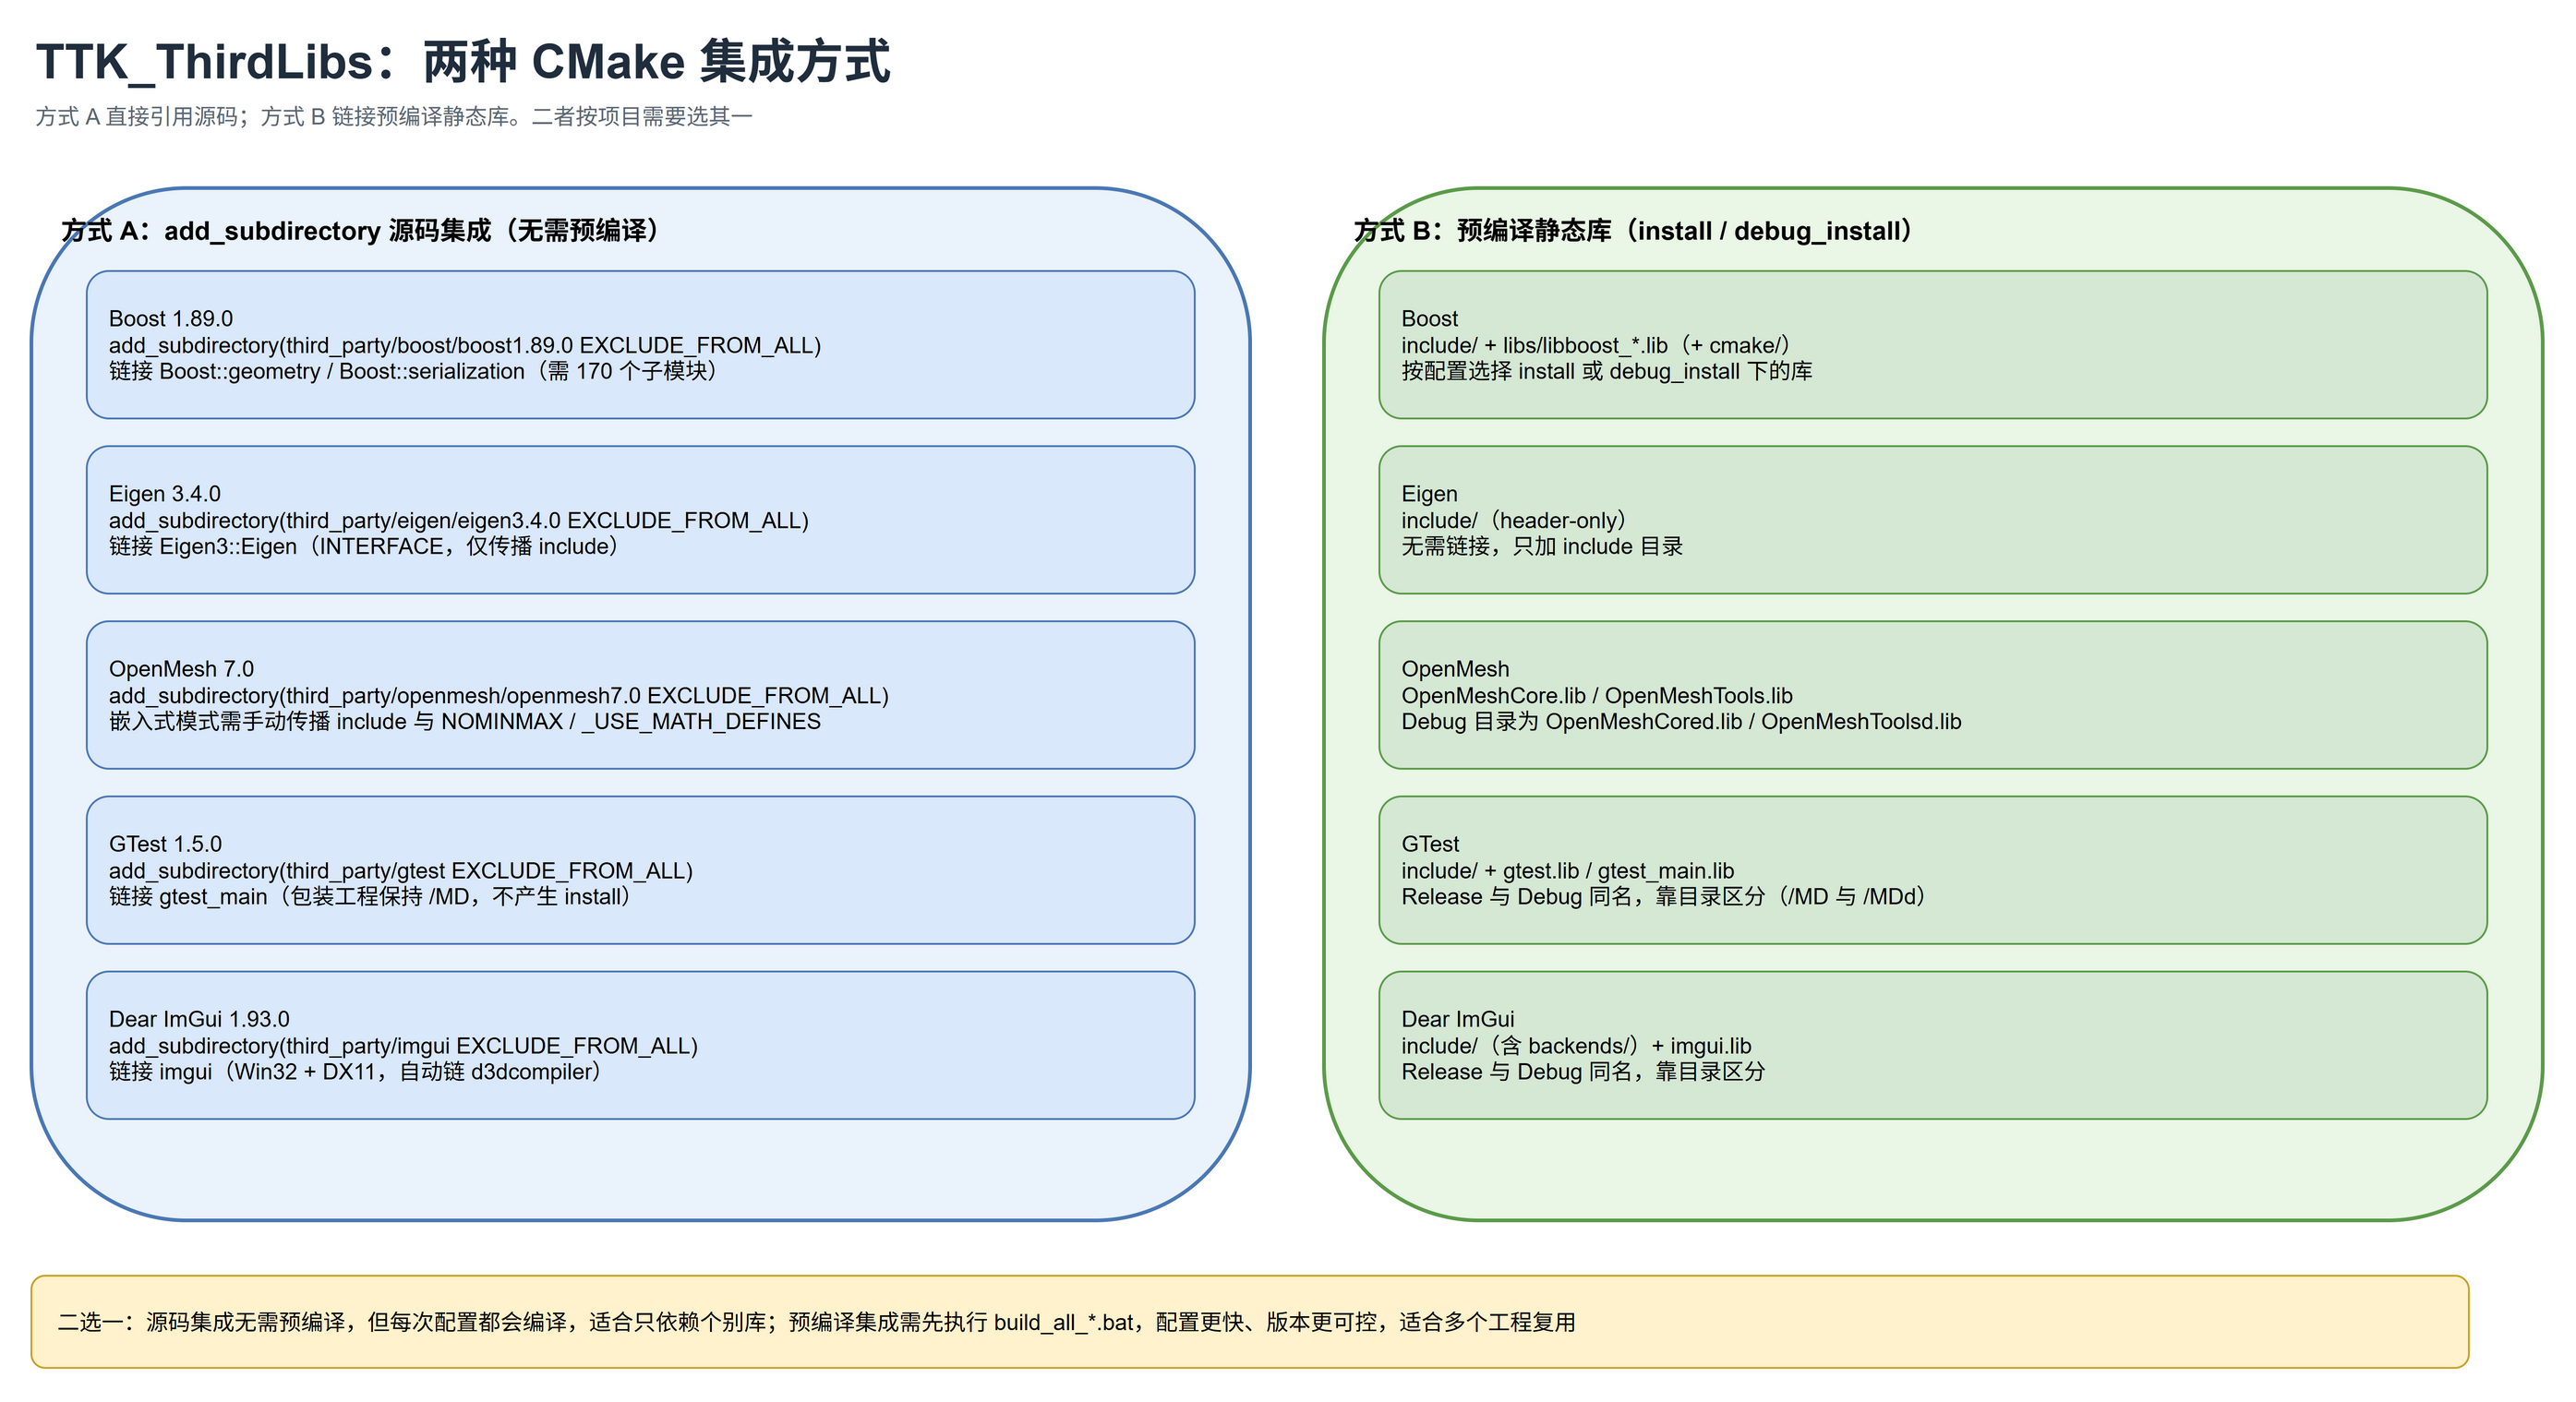 TTK_ThirdLibs：两种 CMake 集成方式
方式 A 直接引用源码；方式 B 链接预编译静态库。二者按项目需要选其一
方式 A：add_subdirectory 源码集成（无需预编译）
Boost 1.89.0
add_subdirectory(third_party/boost/boost1.89.0 EXCLUDE_FROM_ALL)
链接 Boost::geometry / Boost::serialization（需 170 个子模块）
Eigen 3.4.0
add_subdirectory(third_party/eigen/eigen3.4.0 EXCLUDE_FROM_ALL)
链接 Eigen3::Eigen（INTERFACE，仅传播 include）
OpenMesh 7.0
add_subdirectory(third_party/openmesh/openmesh7.0 EXCLUDE_FROM_ALL)
嵌入式模式需手动传播 include 与 NOMINMAX / _USE_MATH_DEFINES
GTest 1.5.0
add_subdirectory(third_party/gtest EXCLUDE_FROM_ALL)
链接 gtest_main（包装工程保持 /MD，不产生 install）
Dear ImGui 1.93.0
add_subdirectory(third_party/imgui EXCLUDE_FROM_ALL)
链接 imgui（Win32 + DX11，自动链 d3dcompiler）
方式 B：预编译静态库（install / debug_install）
Boost
include/ + libs/libboost_*.lib（+ cmake/）
按配置选择 install 或 debug_install 下的库
Eigen
include/（header-only）
无需链接，只加 include 目录
OpenMesh
OpenMeshCore.lib / OpenMeshTools.lib
Debug 目录为 OpenMeshCored.lib / OpenMeshToolsd.lib
GTest
include/ + gtest.lib / gtest_main.lib
Release 与 Debug 同名，靠目录区分（/MD 与 /MDd）
Dear ImGui
include/（含 backends/）+ imgui.lib
Release 与 Debug 同名，靠目录区分
二选一：源码集成无需预编译，但每次配置都会编译，适合只依赖个别库；预编译集成需先执行 build_all_*.bat，配置更快、版本更可控，适合多个工程复用